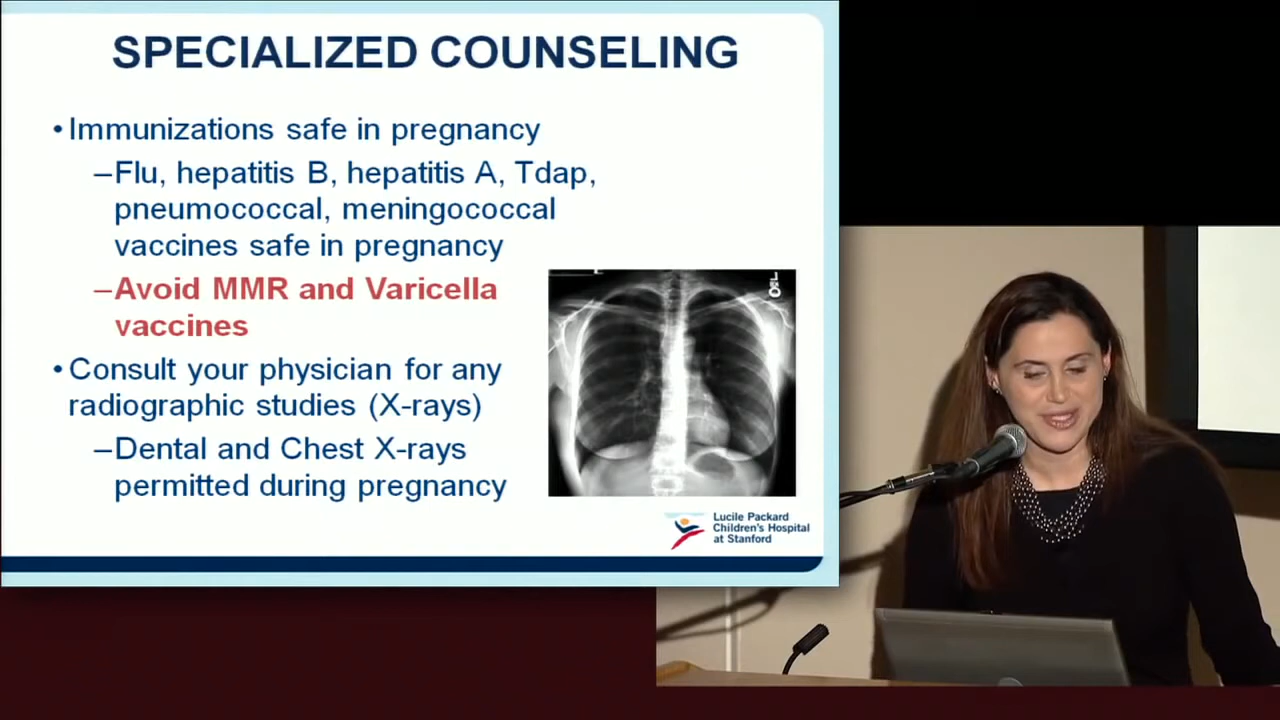 SPECIALIZED COUNSELING
•Immunizations safe in pregnancy
–Flu, hepatitis B, hepatitis A, Tdap,
pneumococcal, meningococcal
vaccines safe in pregnancy
–Avoid MMR and Varicella
vaccines
•Consult your physician for any
radiographic studies (X-rays)
–Dental and Chest X-rays
permitted during pregnancy
Lucile Packard
Children's Hospital
at Stanford